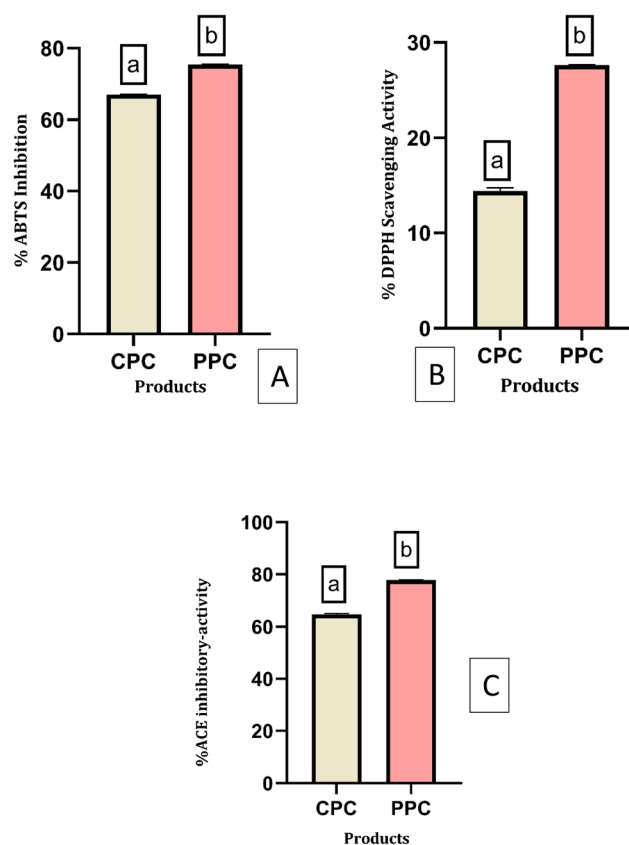 % ABTS Inhibition
80
60
40
20
0
a
b
CPC PPC
Products
A
% DPPH Scavenging Activity
30
20
10
0
a
b
CPC PPC
Products
B
%ACE inhibitory-activity
100
80
60
40
20
0
a
b
CPC PPC
Products
C